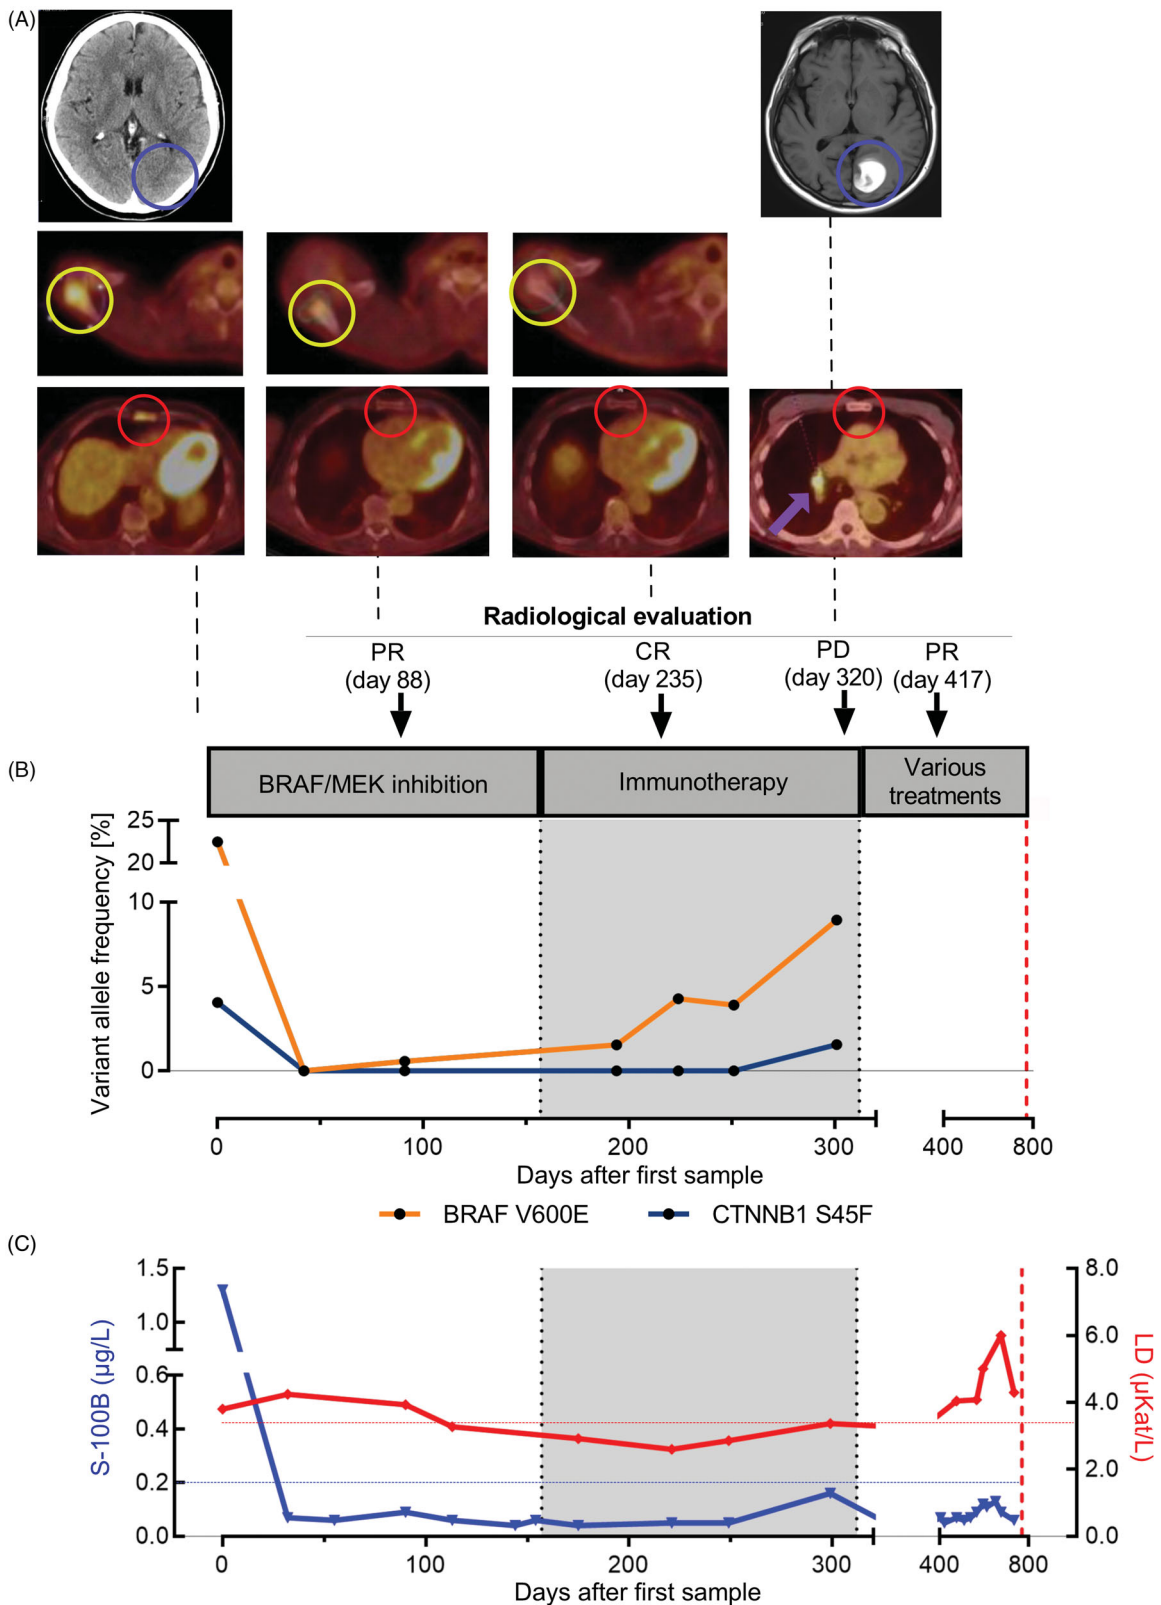 (A)
Radiological evaluation
PR CR PD PR
(day 88) (day 235) (day 320) (day 417)
(B)
BRAF/MEK inhibition Immunotherapy Various treatments
Variant allele frequency [%]
25
20
10
5
0
0 100 200 300 400 800
Days after first sample
BRAF V600E CTNNB1 S45F
(C)
S-100B (µg/L)
1.5
1.0
0.6
0.4
0.2
0.0
8.0
6.0
4.0
2.0
0.0
LD (µKat/L)
0 100 200 300 400 800
Days after first sample